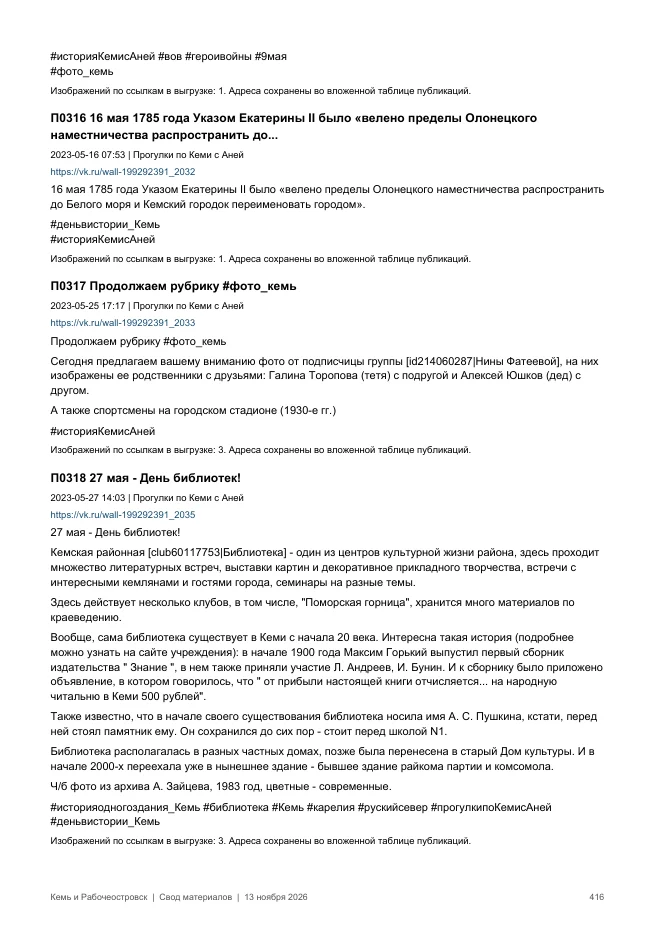 #историяКемисАней #вов #героивойны #9мая
#фото_кемь
Изображений по ссылкам в выгрузке: 1. Адреса сохранены во вложенной таблице публикаций.
П0316 16 мая 1785 года Указом Екатерины II было «велено пределы Олонецкого
наместничества распространить до...
2023-05-16 07:53 | Прогулки по Кеми с Аней
https://vk.ru/wall-199292391_2032
16 мая 1785 года Указом Екатерины II было «велено пределы Олонецкого наместничества распространить
до Белого моря и Кемский городок переименовать городом».
#деньвистории_Кемь
#историяКемисАней
Изображений по ссылкам в выгрузке: 1. Адреса сохранены во вложенной таблице публикаций.
П0317 Продолжаем рубрику #фото_кемь
2023-05-25 17:17 | Прогулки по Кеми с Аней
https://vk.ru/wall-199292391_2033
Продолжаем рубрику #фото_кемь
Сегодня предлагаем вашему вниманию фото от подписчицы группы [id214060287|Нины Фатеевой], на них
изображены ее родственники с друзьями: Галина Торопова (тетя) с подругой и Алексей Юшков (дед) с
другом.
А также спортсмены на городском стадионе (1930-е гг.)
#историяКемисАней
Изображений по ссылкам в выгрузке: 3. Адреса сохранены во вложенной таблице публикаций.
П0318 27 мая - День библиотек!
2023-05-27 14:03 | Прогулки по Кеми с Аней
https://vk.ru/wall-199292391_2035
27 мая - День библиотек!
Кемская районная [club60117753|Библиотека] - один из центров культурной жизни района, здесь проходит
множество литературных встреч, выставки картин и декоративное прикладного творчества, встречи с
интересными кемлянами и гостями города, семинары на разные темы.
Здесь действует несколько клубов, в том числе, "Поморская горница", хранится много материалов по
краеведению.
Вообще, сама библиотека существует в Кеми с начала 20 века. Интересна такая история (подробнее
можно узнать на сайте учреждения): в начале 1900 года Максим Горький выпустил первый сборник
издательства " Знание ", в нем также приняли участие Л. Андреев, И. Бунин. И к сборнику было приложено
объявление, в котором говорилось, что " от прибыли настоящей книги отчисляется... на народную
читальню в Кеми 500 рублей".
Также известно, что в начале своего существования библиотека носила имя А. С. Пушкина, кстати, перед
ней стоял памятник ему. Он сохранился до сих пор - стоит перед школой N1.
Библиотека располагалась в разных частных домах, позже была перенесена в старый Дом культуры. И в
начале 2000-х переехала уже в нынешнее здание - бывшее здание райкома партии и комсомола.
Ч/б фото из архива А. Зайцева, 1983 год, цветные - современные.
#историяодногоздания_Кемь #библиотека #Кемь #карелия #рускийсевер #прогулкипоКемисАней
#деньвистории_Кемь
Изображений по ссылкам в выгрузке: 3. Адреса сохранены во вложенной таблице публикаций.
Кемь и Рабочеостровск | Свод материалов | 13 ноября 2026
416